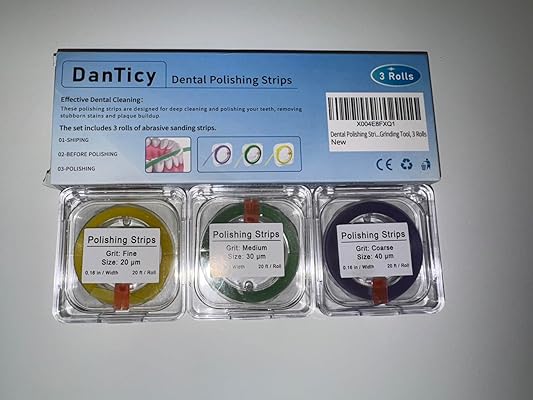 DanTicy Dental Polishing Strips
3 Rolls
Effective Dental Cleaning:
These polishing strips are designed for deep cleaning and polishing your teeth, removing
stubborn stains and plaque buildup.
The set includes 3 rolls of abrasive sanding strips.
01-SHIPING
02-BEFORE POLISHING
03-POLISHING
X004E8FXQ1
Dental Polishing Stri...Grinding Tool, 3 Rolls
New
CE
Polishing Strips
Grit: Fine
Size: 20 μm
0.16 in / Width 20 ft / Roll
Polishing Strips
Grit: Medium
Size: 30 μm
Width 20 ft / Roll
Polishing Strips
Grit: Coarse
Size: 40 μm
0.16 in / Width 20 ft / Roll